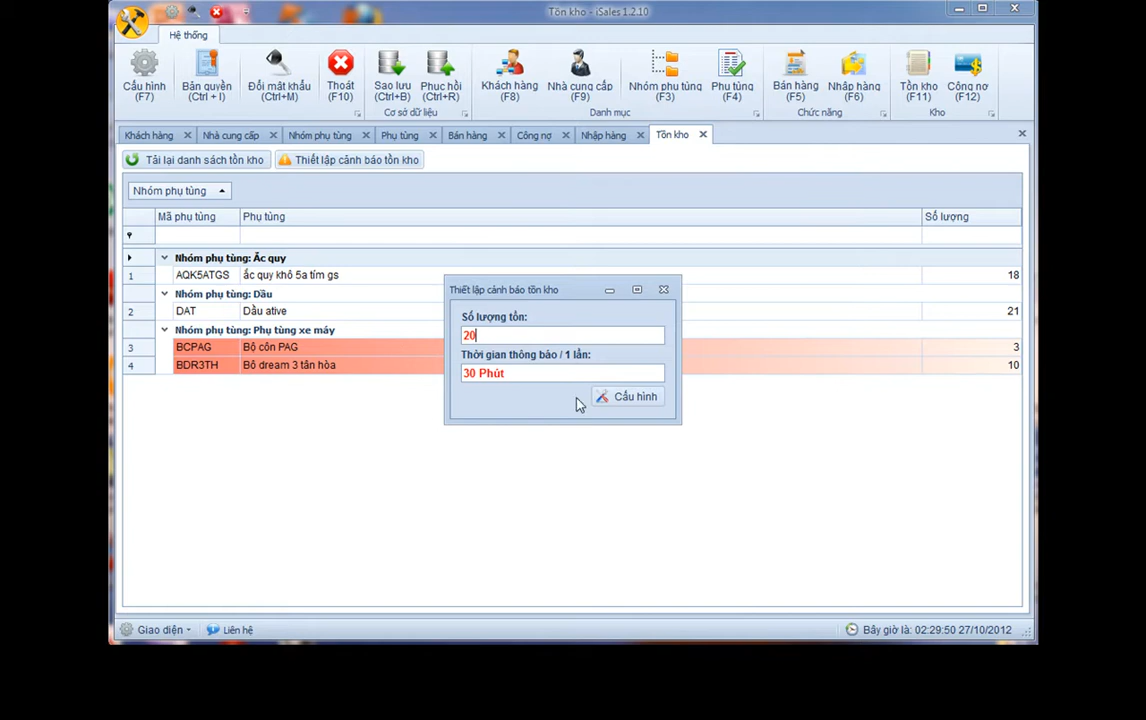 Tồn kho - iSales 1.2.10
Hệ thống
Cấu hình (F7)
Bản quyền (Ctrl + I)
Đổi mật khẩu (Ctrl+M)
Thoát (F10)
Sao lưu (Ctrl+B)
Phục hồi (Ctrl+R)
Khách hàng (F8)
Nhà cung cấp (F9)
Nhóm phụ tùng (F3)
Phụ tùng (F4)
Bán hàng (F5)
Nhập hàng (F6)
Tồn kho (F11)
Công nợ (F12)
Cơ sở dữ liệu
Danh mục
Chức năng
Kho
Khách hàng
Nhà cung cấp
Nhóm phụ tùng
Phụ tùng
Bán hàng
Công nợ
Nhập hàng
Tồn kho
Tải lại danh sách tồn kho
Thiết lập cảnh báo tồn kho
Nhóm phụ tùng
Mã phụ tùng Phụ tùng Số lượng
Nhóm phụ tùng: Ắc quy
1 AQK5ATGS ắc quy khô 5a tím gs 18
Nhóm phụ tùng: Dầu
2 DAT Dầu ative 21
Nhóm phụ tùng: Phụ tùng xe máy
3 BCPAG Bộ côn PAG 3
4 BDR3TH Bô dream 3 tân hòa 10
Thiết lập cảnh báo tồn kho
Số lượng tồn:
20
Thời gian thông báo / 1 lần:
30 Phút
Cấu hình
Giao diện
Liên hệ
Bây giờ là: 02:29:50 27/10/2012